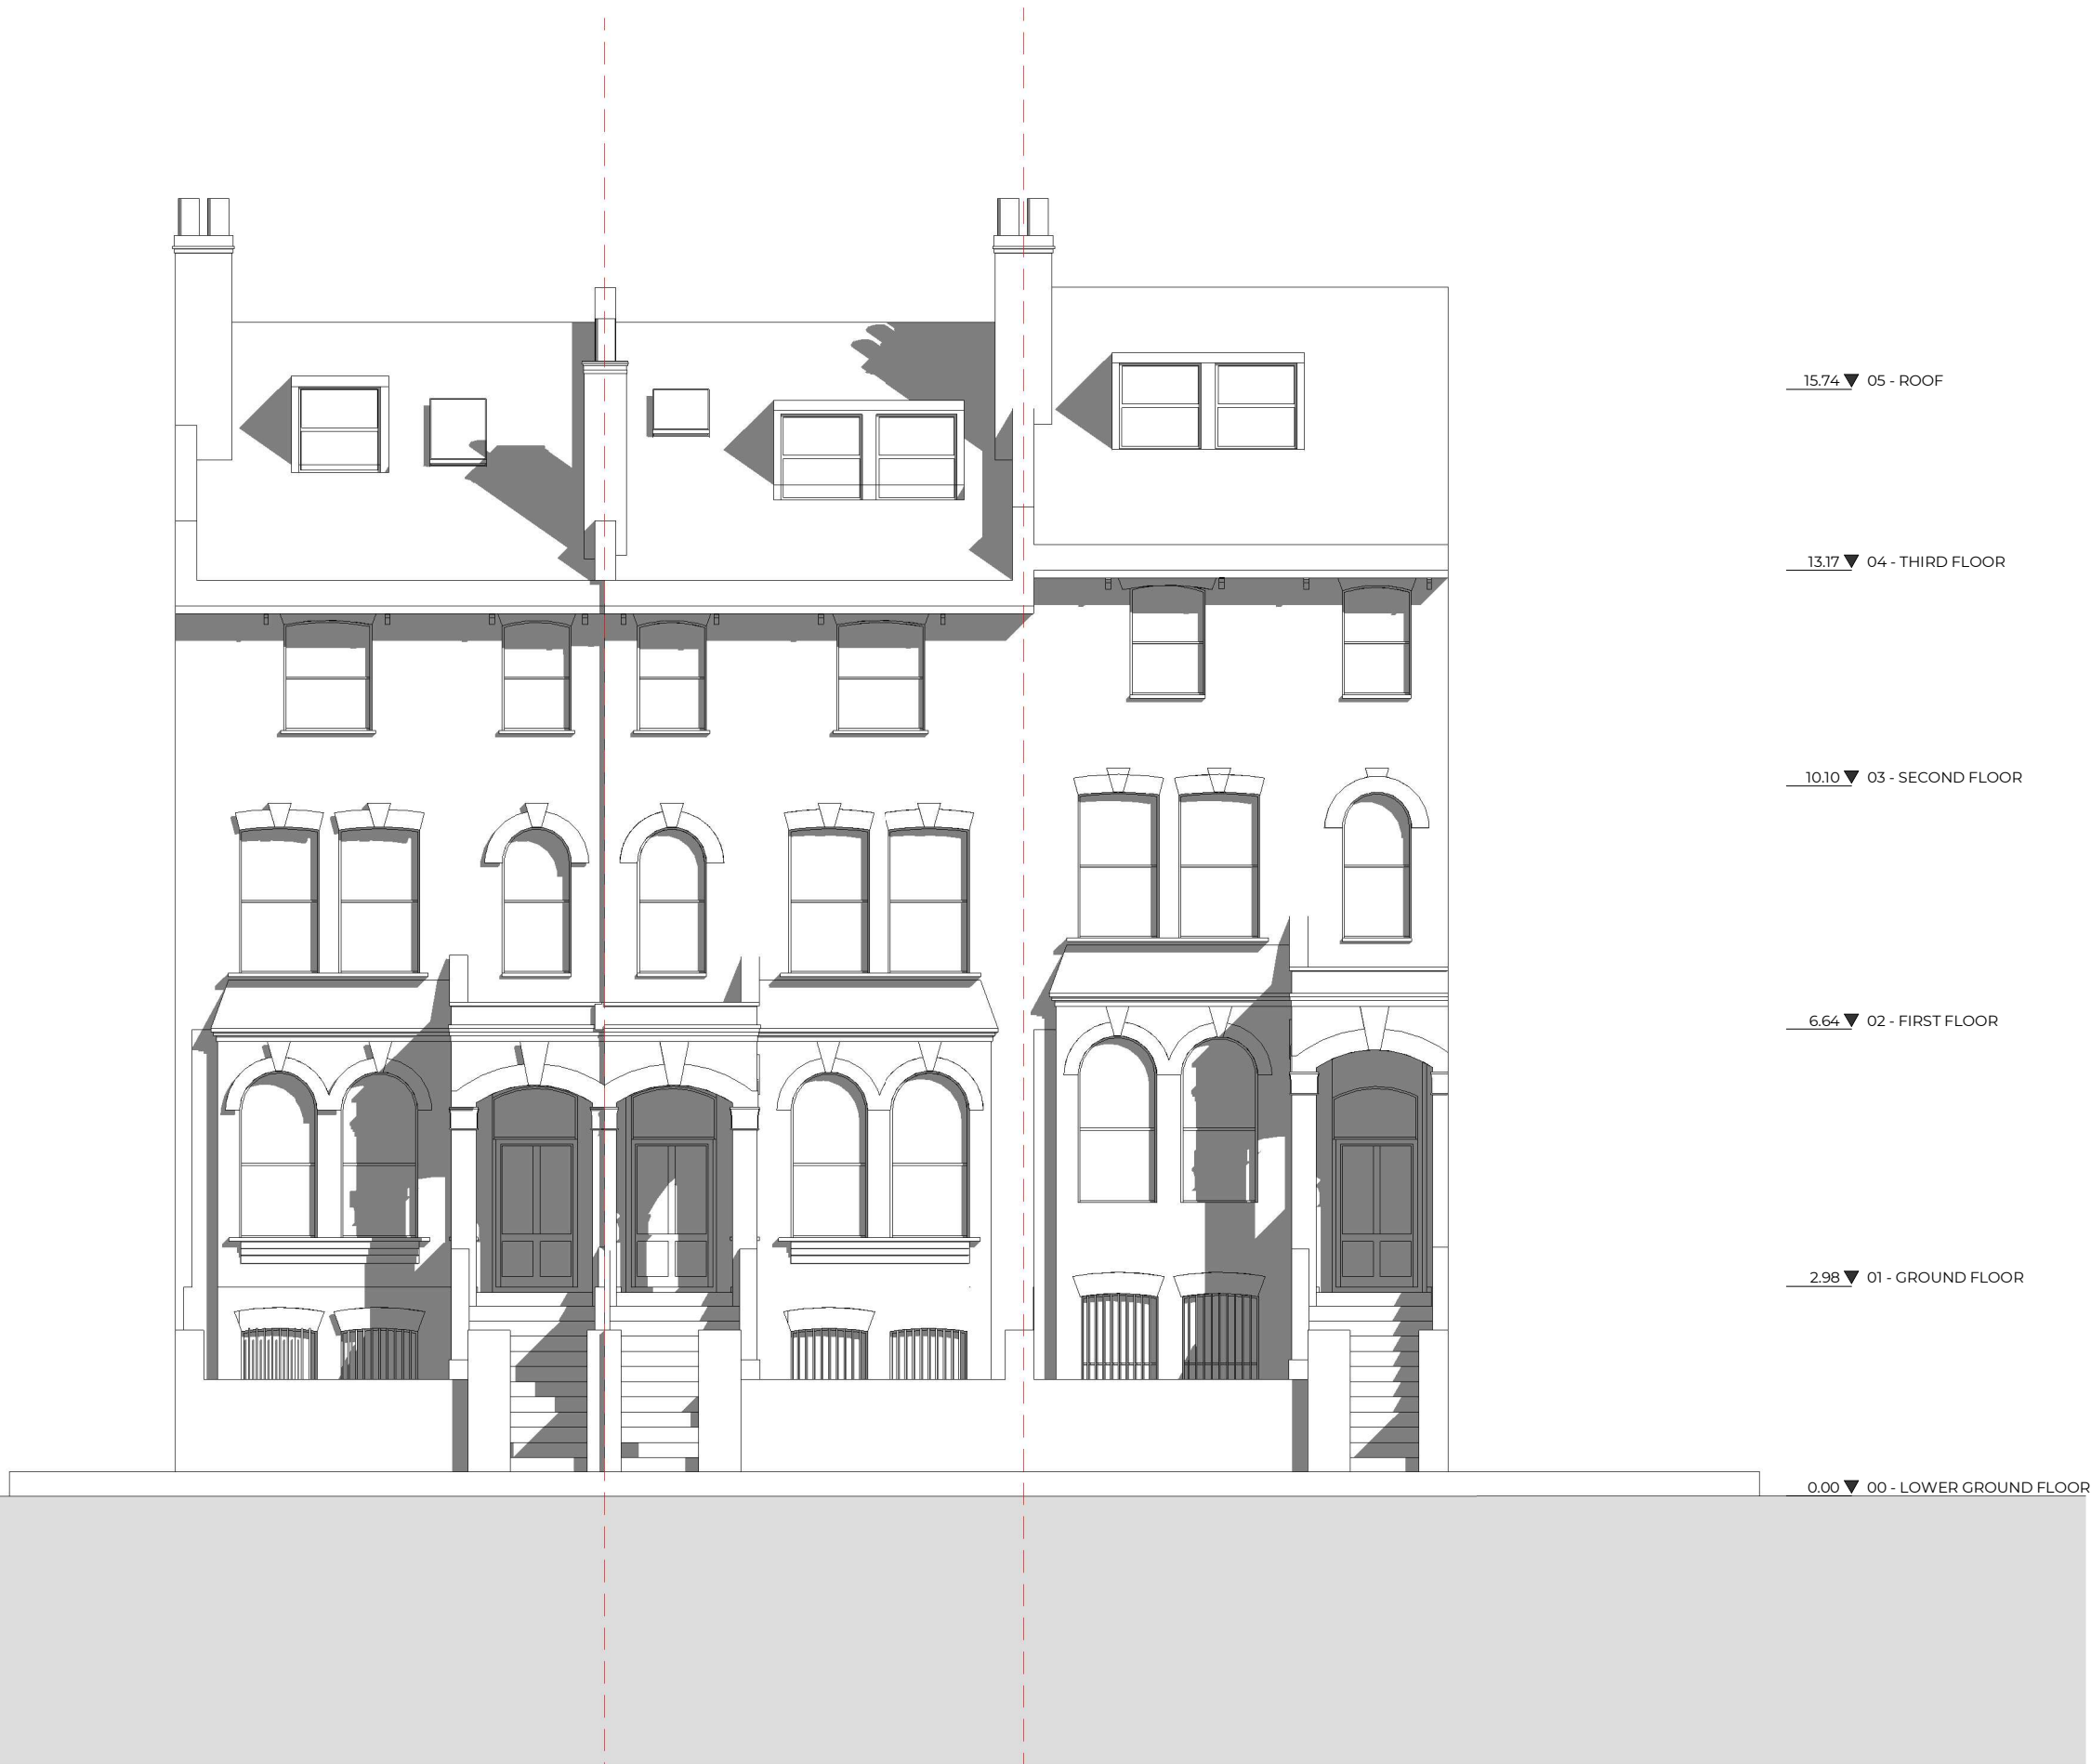 15.74 ▼ 05 - ROOF
13.17 ▼ 04 - THIRD FLOOR
10.10 ▼ 03 - SECOND FLOOR
6.64 ▼ 02 - FIRST FLOOR
2.98 ▼ 01 - GROUND FLOOR
0.00 ▼ 00 - LOWER GROUND FLOOR